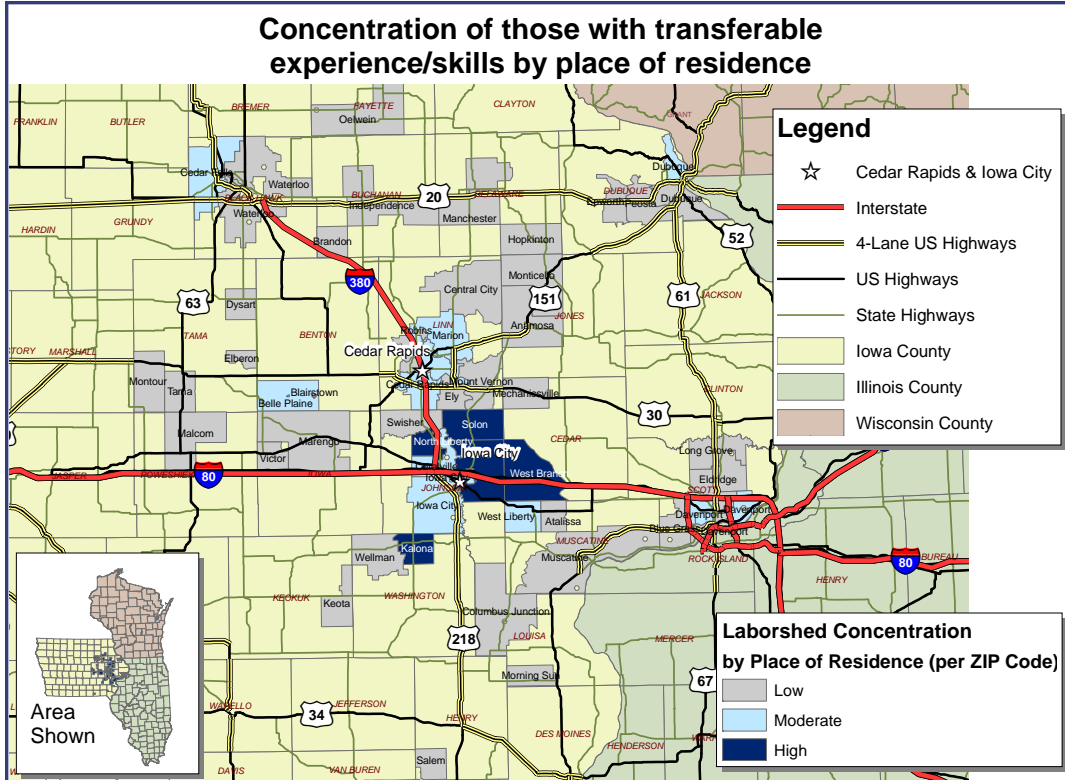 Concentration of those with transferable
experience/skills by place of residence
BREMER
FAYETTE
CLAYTON
FRANKLIN
BUTLER
Oelwein
GRANT
Cedar Falls
Waterloo
BLACK HAWK
Waterloo
BUCHANAN
Independence
20
DELAWARE
Manchester
DUBUQUE
Dubuque
Epworth
Peosta
Dubuque
HARDIN
GRUNDY
Brandon
Hopkinton
52
380
Monticello
Central City
63
Dysart
151
61
JACKSON
TAMA
BENTON
LINN
Robins
Marion
Anamosa
JONES
STORY
MARSHALL
Elberon
Cedar Rapids
Montour
Tama
Blairstown
Belle Plaine
Cedar Rapids
Mount Vernon
Ely
Mechanicsville
CLINTON
30
Malcom
Marengo
Swisher
Solon
North Liberty
CEDAR
Iowa City
Victor
Long Grove
JASPER
POWESHIEK
80
IOWA
West Branch
Eldridge
JOHNSON
SCOTT
Iowa City
West Liberty
Atalissa
Davenport
Davenport
Davenport
Blue Grass
MUSCATINE
ROCK ISLAND
Kalona
Wellman
Muscatine
80
BUREAU
HENRY
KEOKUK
Keota
WASHINGTON
Columbus Junction
218
LOUISA
MERCER
Morning Sun
67
34
WAPELLO
JEFFERSON
HENRY
DES MOINES
HENDERSON
WARR
DAVIS
VAN BUREN
Salem
Legend
Cedar Rapids & Iowa City
Interstate
4-Lane US Highways
US Highways
State Highways
Iowa County
Illinois County
Wisconsin County
Area
Shown
Laborshed Concentration
by Place of Residence (per ZIP Code)
Low
Moderate
High